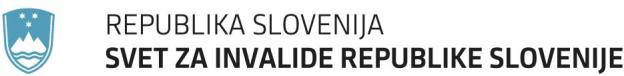 REPUBLIKA SLOVENIJA
SVET ZA INVALIDE REPUBLIKE SLOVENIJE